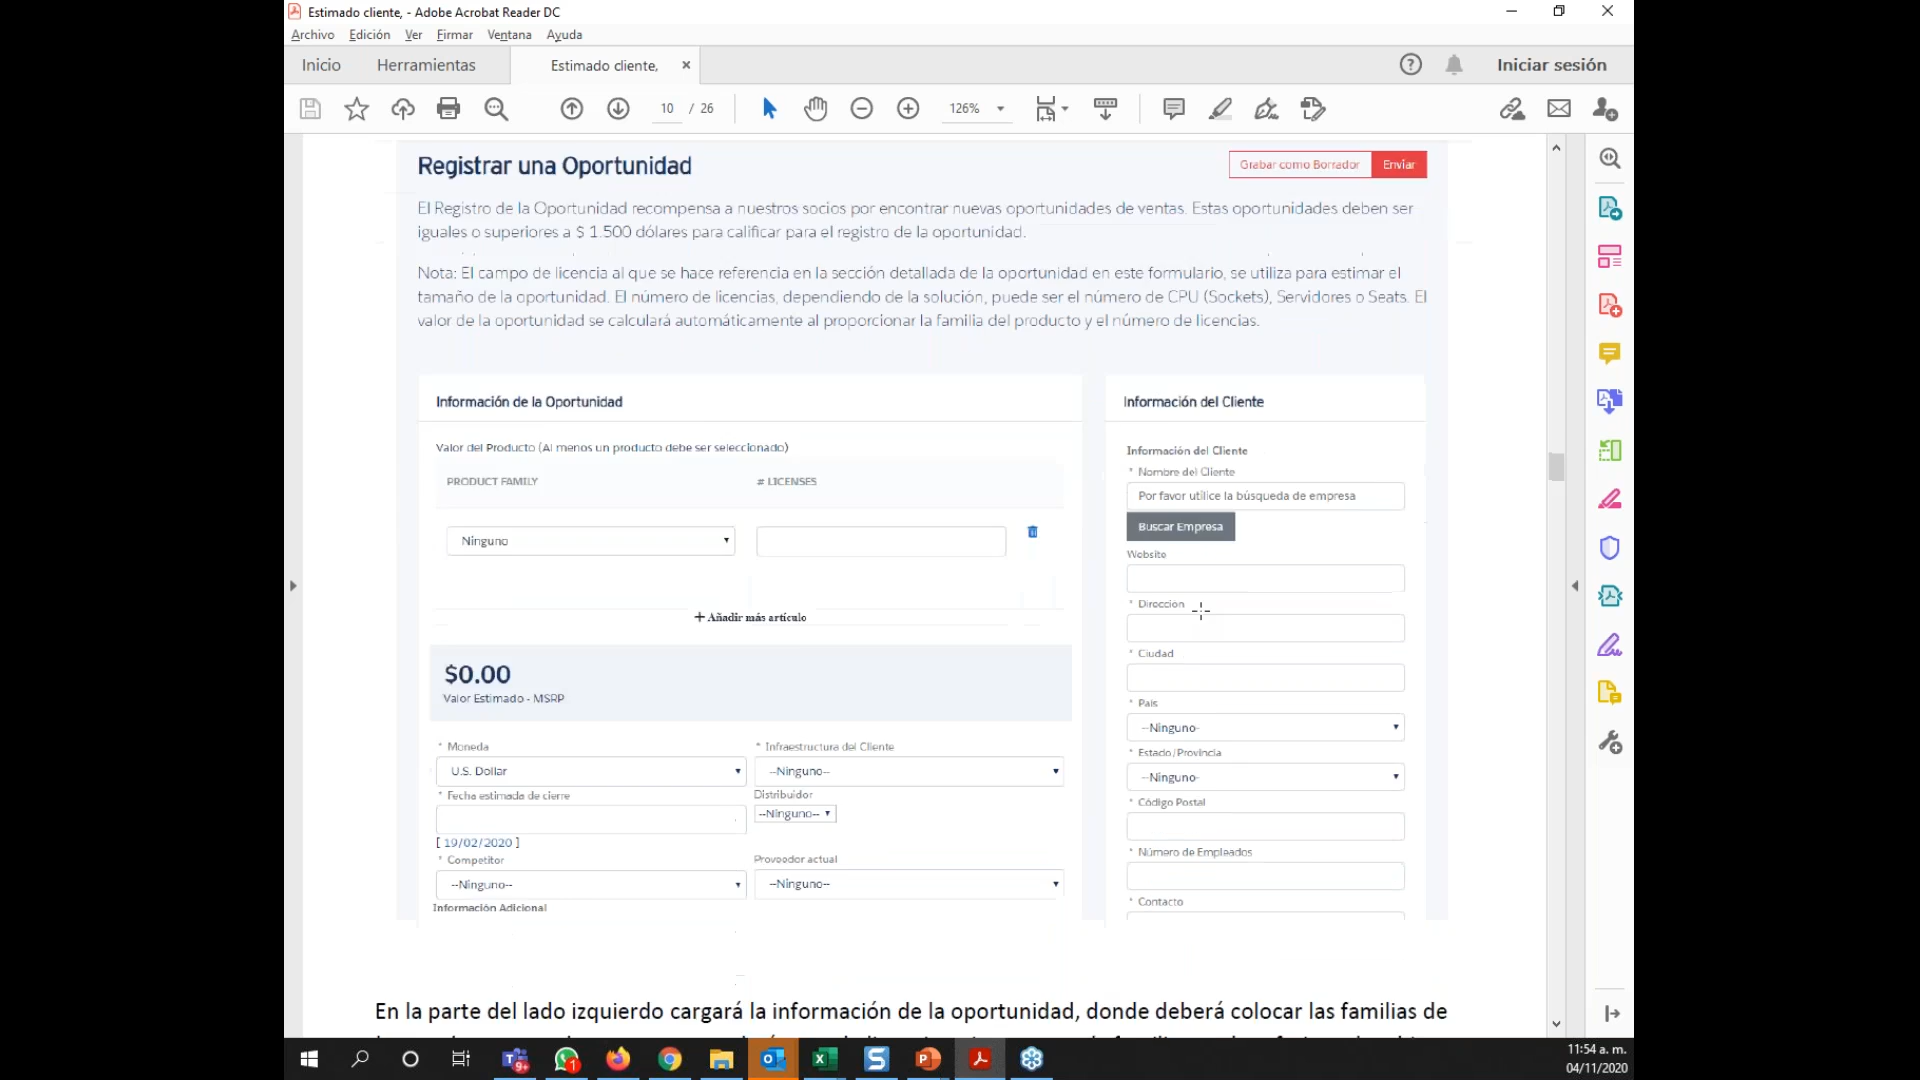 Estimado cliente, - Adobe Acrobat Reader DC
Archivo Edición Ver Firmar Ventana Ayuda
Inicio Herramientas Estimado cliente, × Iniciar sesión
10 / 26 126%
Registrar una Oportunidad
Grabar como Borrador Enviar
El Registro de la Oportunidad recompensa a nuestros socios por encontrar nuevas oportunidades de ventas. Estas oportunidades deben ser
iguales o superiores a $ 1.500 dólares para calificar para el registro de la oportunidad.
Nota: El campo de licencia al que se hace referencia en la sección detallada de la oportunidad en este formulario, se utiliza para estimar el
tamaño de la oportunidad. El número de licencias, dependiendo de la solución, puede ser el número de CPU (Sockets), Servidores o Seats. El
valor de la oportunidad se calculará automáticamente al proporcionar la familia del producto y el número de licencias.
Información de la Oportunidad
Valor del Producto (Al menos un producto debe ser seleccionado)
PRODUCT FAMILY # LICENSES
Ninguno
+ Añadir más artículo
$0.00
Valor Estimado - MSRP
* Moneda * Infraestructura del Cliente
U.S. Dollar --Ninguno--
* Fecha estimada de cierre Distribuidor
--Ninguno--
[ 19/02/2020 ]
* Competitor Proveedor actual
--Ninguno-- --Ninguno--
Información Adicional
Información del Cliente
Información del Cliente
* Nombre del Cliente
Por favor utilice la búsqueda de empresa
Buscar Empresa
Website
* Dirección
* Ciudad
* País
--Ninguno-
* Estado/Provincia
--Ninguno-
* Código Postal
* Número de Empleados
* Contacto
En la parte del lado izquierdo cargará la información de la oportunidad, donde deberá colocar las familias de
9+ 1
11:54 a. m.
04/11/2020